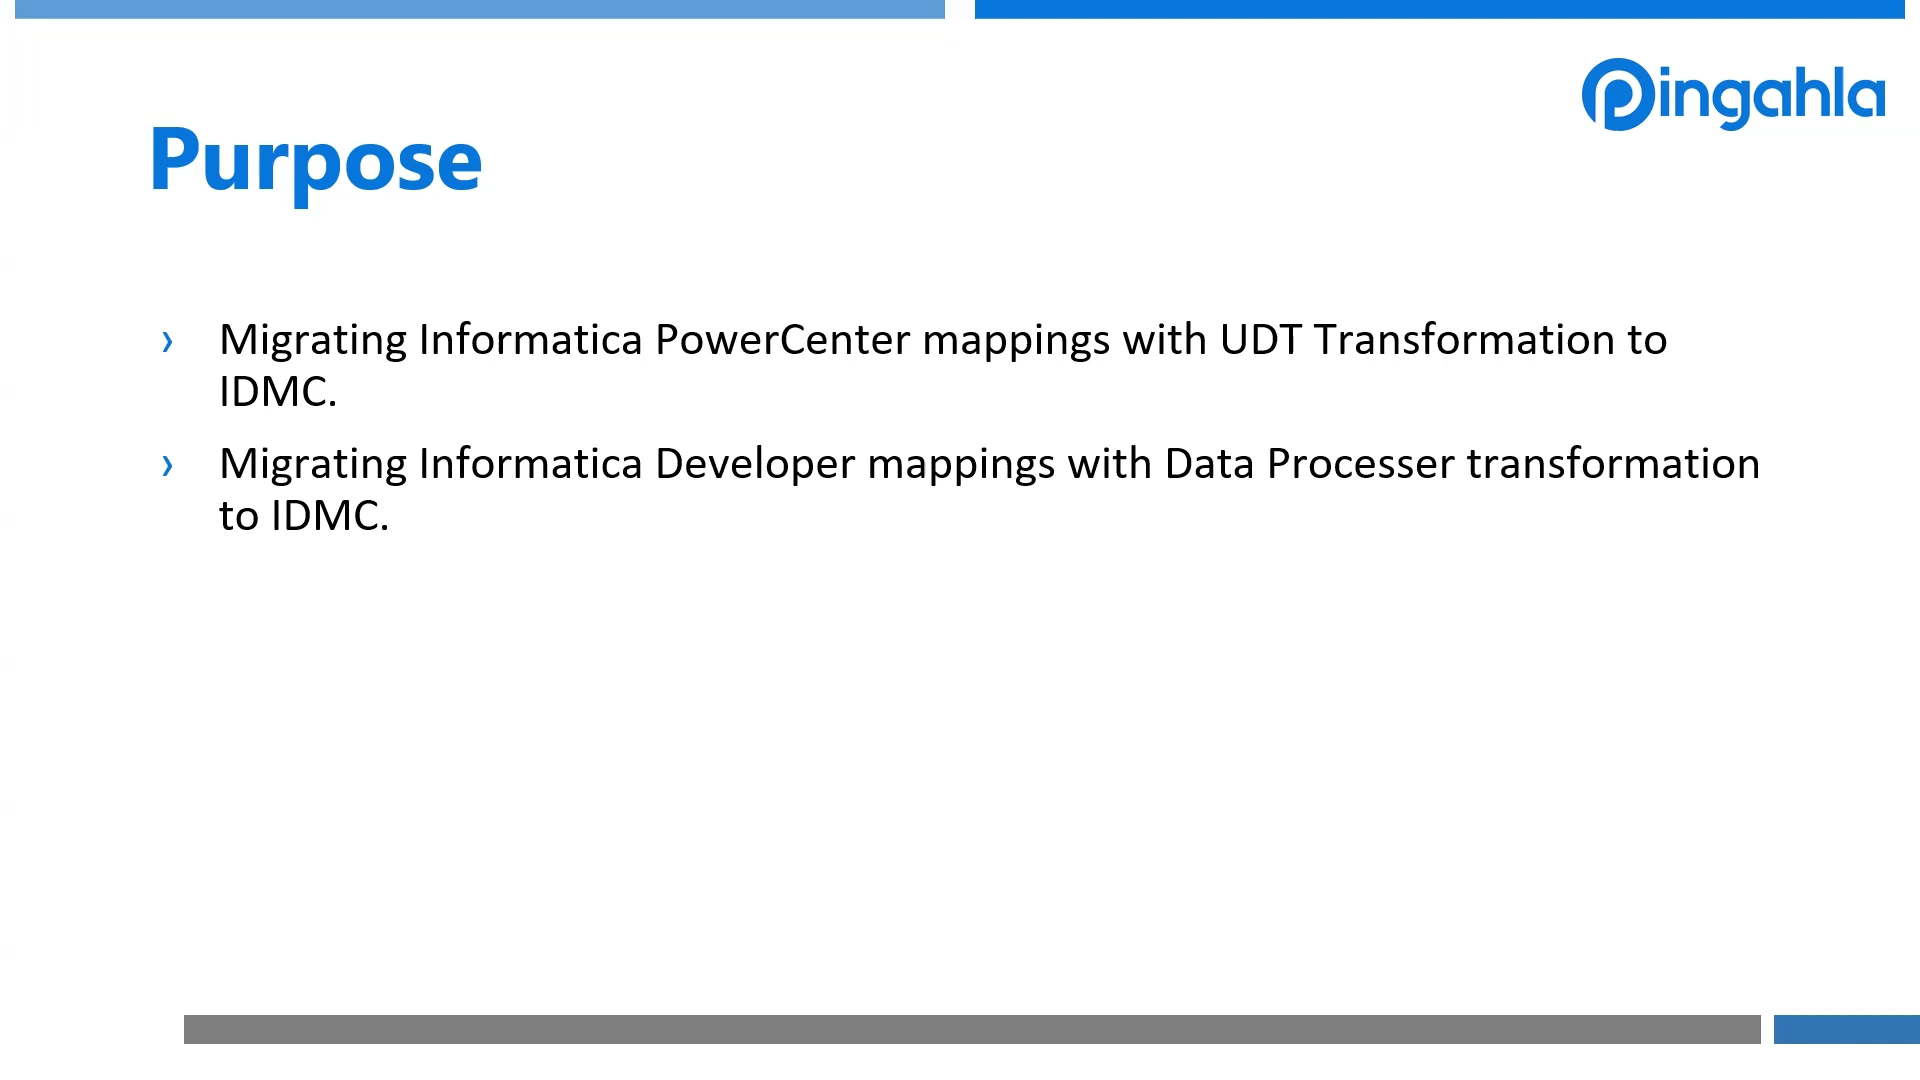 Pingahla
Purpose
› Migrating Informatica PowerCenter mappings with UDT Transformation to
IDMC.
› Migrating Informatica Developer mappings with Data Processer transformation
to IDMC.